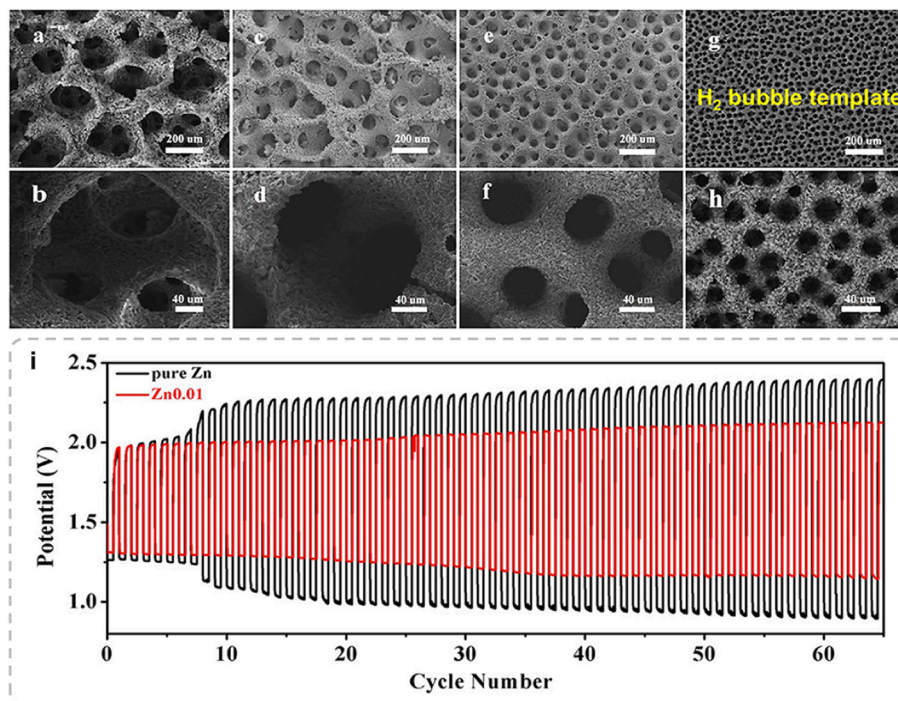 a
c
e
g
H2 bubble template
200 um
200 um
200 um
200 um
b
d
f
h
40 um
40 um
40 um
40 um
i
pure Zn
Zn0.01
2.5
2.0
1.5
1.0
Potential (V)
0 10 20 30 40 50 60
Cycle Number